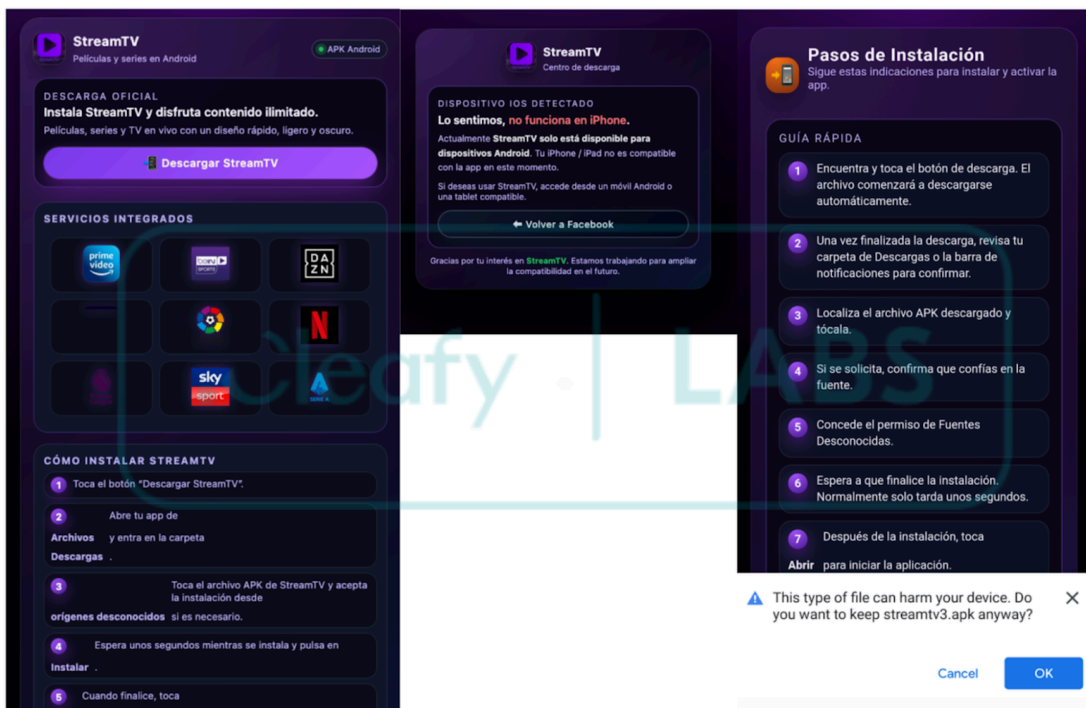 StreamTV
Películas y series en Android
APK Android
DESCARGA OFICIAL
Instala StreamTV y disfruta contenido ilimitado.
Películas, series y TV en vivo con un diseño rápido, ligero y oscuro.
Descargar StreamTV
SERVICIOS INTEGRADOS
prime
video
beIN
SPORTS
DA
ZN
N
sky
sport
SERIE A
CÓMO INSTALAR STREAMTV
1 Toca el botón “Descargar StreamTV”.
2 Abre tu app de
Archivos y entra en la carpeta
Descargas .
3 Toca el archivo APK de StreamTV y acepta
la instalación desde
orígenes desconocidos si es necesario.
4 Espera unos segundos mientras se instala y pulsa en
Instalar .
5 Cuando finalice, toca
StreamTV
Centro de descarga
DISPOSITIVO IOS DETECTADO
Lo sentimos, no funciona en iPhone.
Actualmente StreamTV solo está disponible para
dispositivos Android. Tu iPhone / iPad no es compatible
con la app en este momento.
Si deseas usar StreamTV, accede desde un móvil Android o
una tablet compatible.
Volver a Facebook
Gracias por tu interés en StreamTV. Estamos trabajando para ampliar
la compatibilidad en el futuro.
Pasos de Instalación
Sigue estas indicaciones para instalar y activar la
app.
GUÍA RÁPIDA
1 Encuentra y toca el botón de descarga. El
archivo comenzará a descargarse
automáticamente.
2 Una vez finalizada la descarga, revisa tu
carpeta de Descargas o la barra de
notificaciones para confirmar.
3 Localiza el archivo APK descargado y
tócala.
4 Si se solicita, confirma que confías en la
fuente.
5 Concede el permiso de Fuentes
Desconocidas.
6 Espera a que finalice la instalación.
Normalmente solo tarda unos segundos.
7 Después de la instalación, toca
Abrir para iniciar la aplicación.
This type of file can harm your device. Do
you want to keep streamtv3.apk anyway?
Cancel
OK
Cleafy LABS